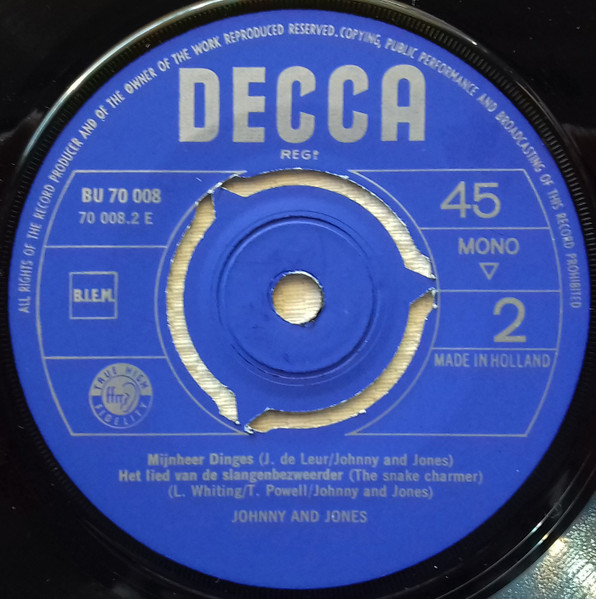 ALL RIGHTS OF THE RECORD PRODUCER AND OF THE OWNER OF THE WORK REPRODUCED RESERVED. COPYING, PUBLIC PERFORMANCE AND BROADCASTING OF THIS RECORD PROHIBITED
DECCA
REGD
BU 70 008
70 008.2 E
45
MONO
B.I.E.M.
2
MADE IN HOLLAND
TRUE HIGH
ffrr
FIDELITY
Mijnheer Dinges (J. de Leur/Johnny and Jones)
Het lied van de slangenbezweerder (The snake charmer)
(L. Whiting/T. Powell/Johnny and Jones)
JOHNNY AND JONES